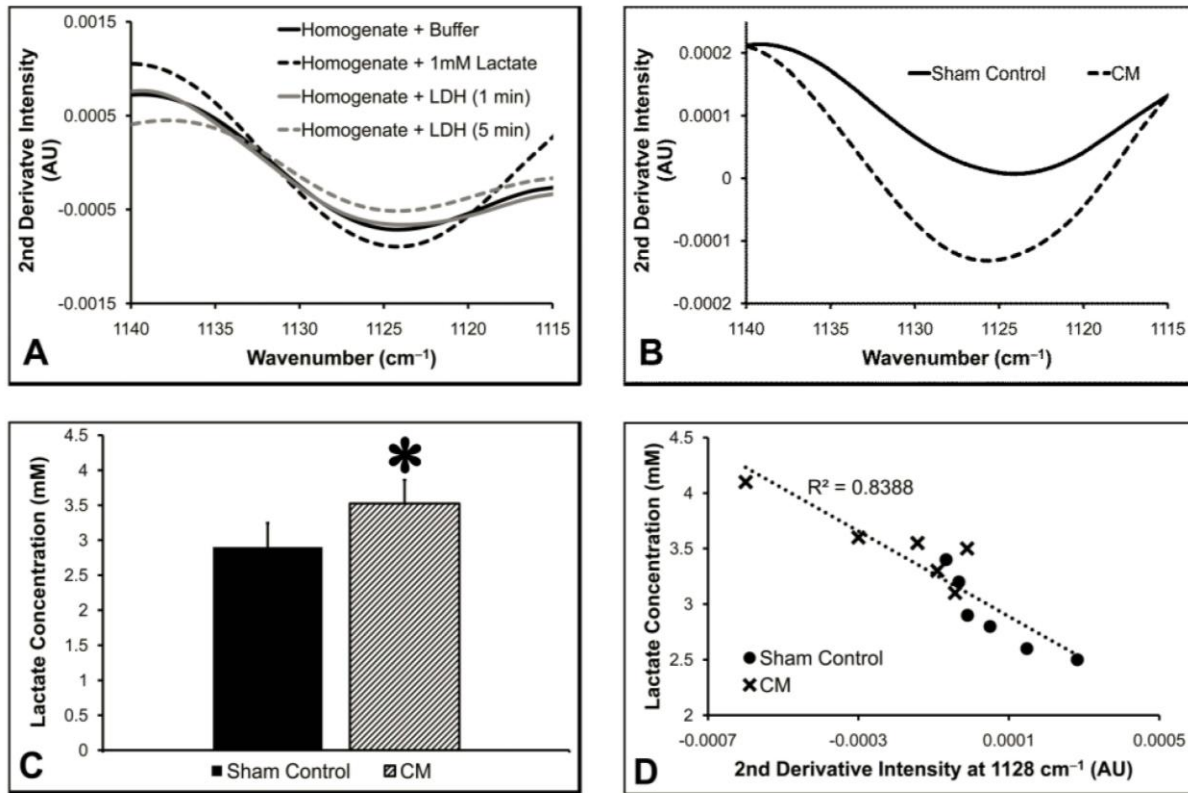 0.0015
0.0005
-0.0005
-0.0015
2nd Derivatve Intensity
(AU)
Homogenate + Buffer
Homogenate + 1mM Lactate
Homogenate + LDH (1 min)
Homogenate + LDH (5 min)
1140 1135 1130 1125 1120 1115
Wavenumber (cm⁻¹)
A
0.0002
0.0001
0
-0.0001
-0.0002
2nd Derivative Intensity
(AU)
Sham Control CM
1140 1135 1130 1125 1120 1115
Wavenumber (cm⁻¹)
B
4.5
4
3.5
3
2.5
2
1.5
1
0.5
0
Lactate Concentration (mM)
*
Sham Control CM
C
4.5
4
3.5
3
2.5
2
Lactate Concentration (mM)
R² = 0.8388
Sham Control
CM
-0.0007 -0.0003 0.0001 0.0005
2nd Derivative Intensity at 1128 cm⁻¹ (AU)
D